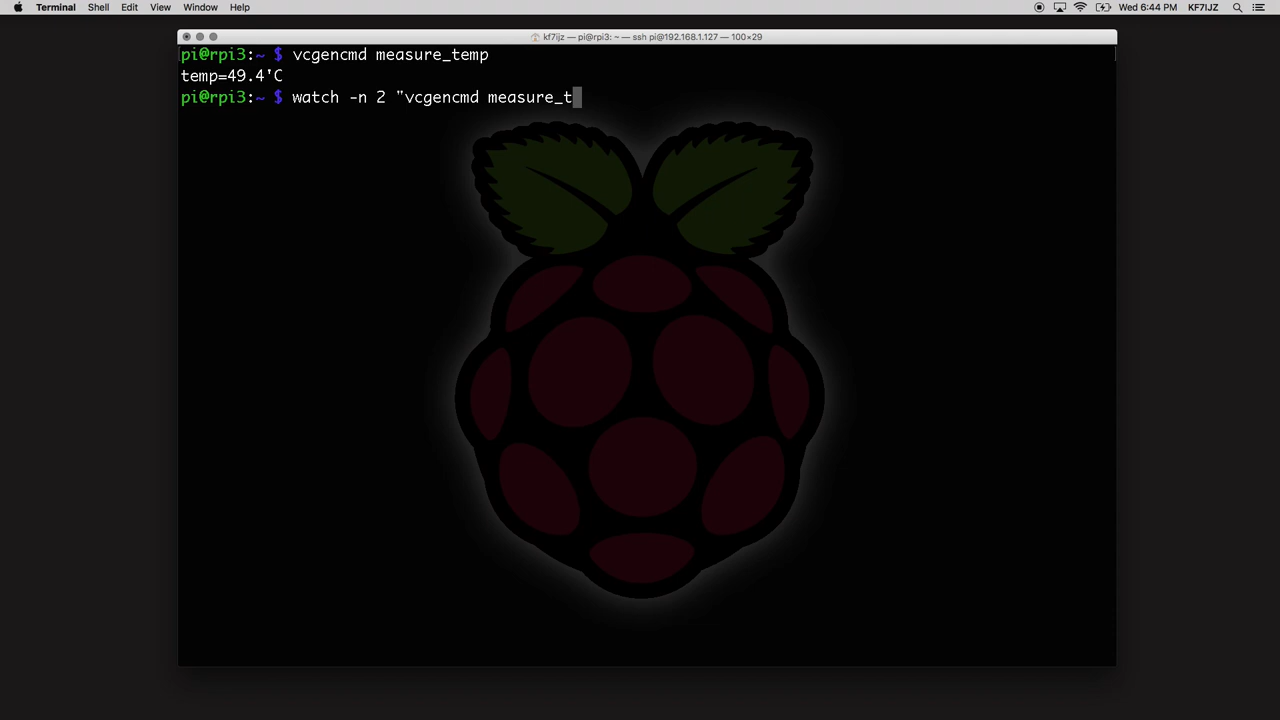 Terminal Shell Edit View Window Help Wed 6:44 PM KF7IJZ
kf7ijz — pi@rpi3: ~ — ssh pi@192.168.1.127 — 100×29
pi@rpi3:~ $ vcgencmd measure_temp
temp=49.4'C
pi@rpi3:~ $ watch -n 2 "vcgencmd measure_t